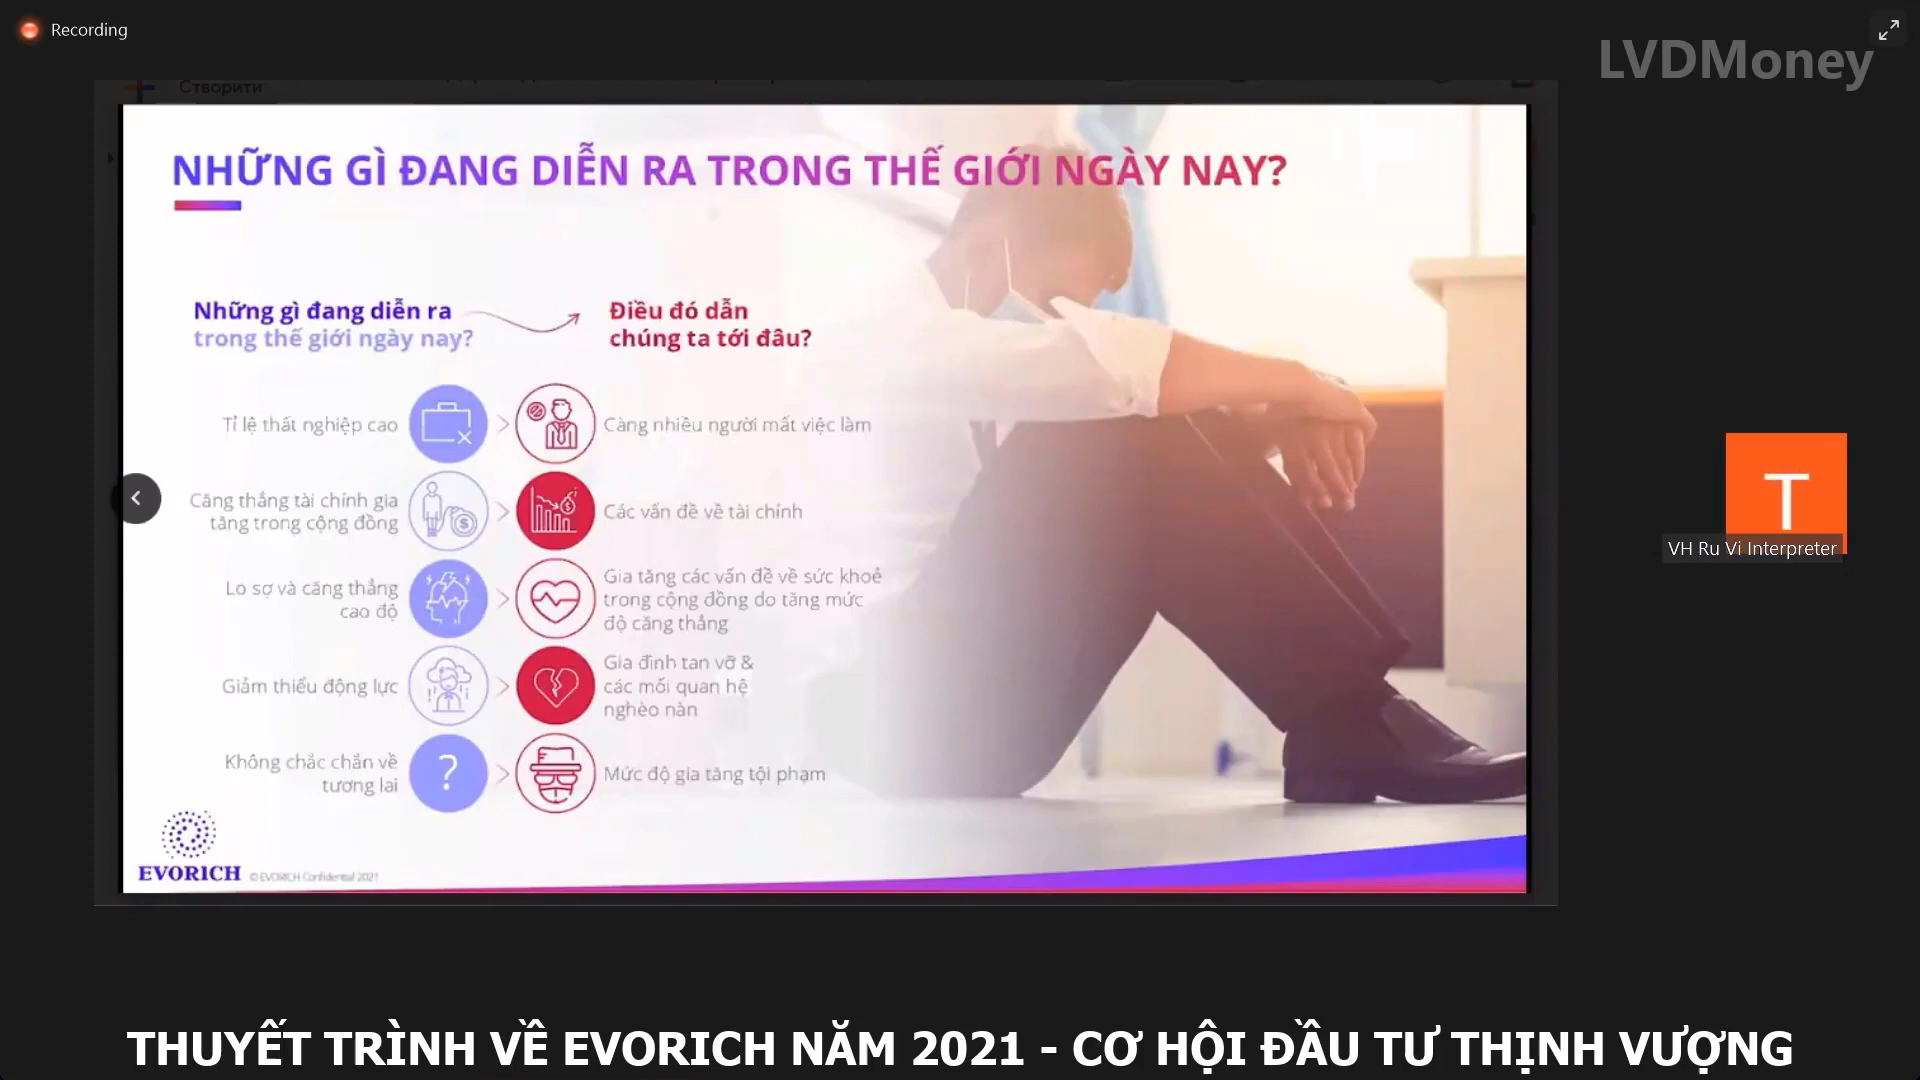 Recording
LVDMoney
Створити
NHỮNG GÌ ĐANG DIỄN RA TRONG THẾ GIỚI NGÀY NAY?
Những gì đang diễn ra
trong thế giới ngày nay?
Điều đó dẫn
chúng ta tới đâu?
Tỉ lệ thất nghiệp cao
Càng nhiều người mất việc làm
Căng thẳng tài chính gia
tăng trong cộng đồng
Các vấn đề về tài chính
Lo sợ và căng thẳng
cao độ
Gia tăng các vấn đề về sức khoẻ
trong cộng đồng do tăng mức
độ căng thẳng
Giảm thiểu động lực
Gia đình tan vỡ &
các mối quan hệ
nghèo nàn
Không chắc chắn về
tương lai
?
Mức độ gia tăng tội phạm
EVORICH
© EVORICH Confidential 2021
T
VH Ru Vi Interpreter
THUYẾT TRÌNH VỀ EVORICH NĂM 2021 - CƠ HỘI ĐẦU TƯ THỊNH VƯỢNG